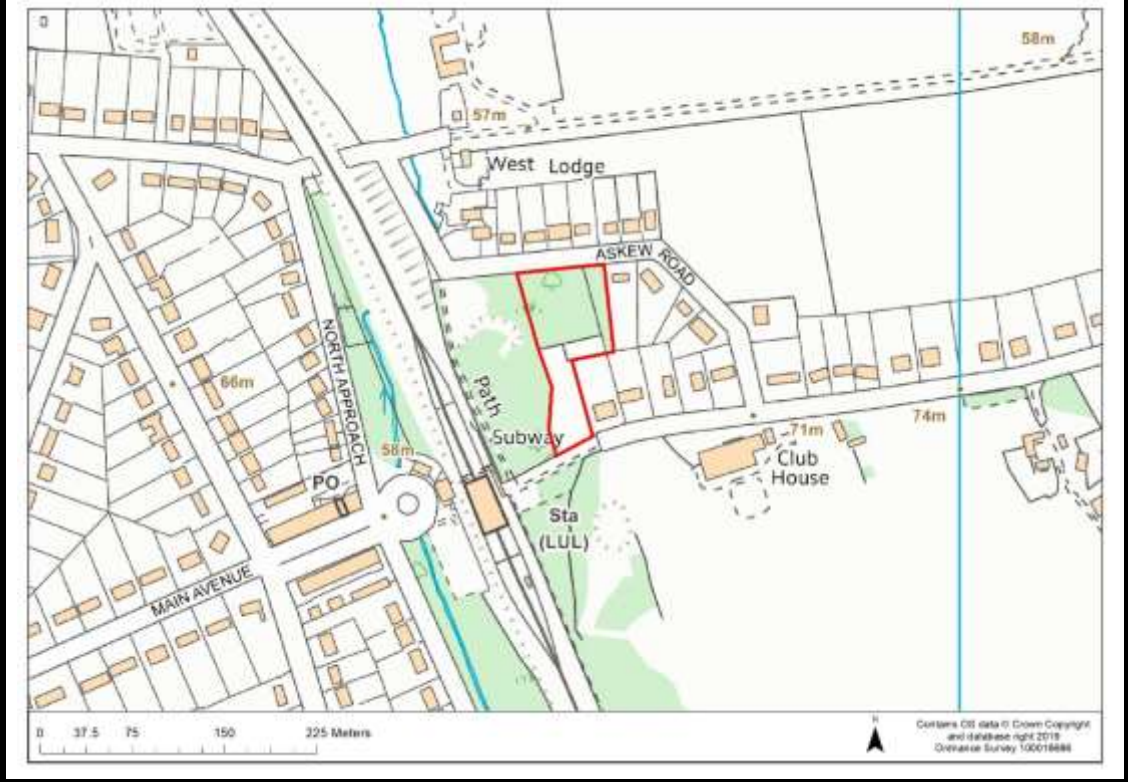 58m
57m
West Lodge
ASKEW ROAD
NORTH APPROACH
66m
Path
Subway
58m
74m
71m
Club
House
PO
Sta
(LUL)
MAIN AVENUE
0 37.5 75 150 225 Meters
N
Contains OS data © Crown Copyright
and database right 2019
Ordnance Survey 100018686